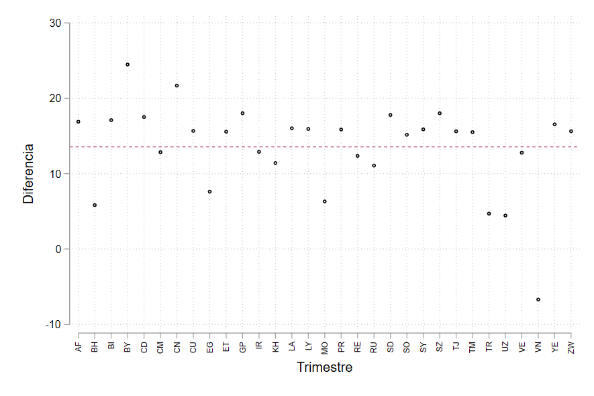 Diferencia
30
20
10
0
-10
AF BH BI BY CD CM CN CU EG ET GP IR KH LA LY MO PR RE RU SD SO SY SZ TJ TM TR UZ VE VN YE ZW
Trimestre